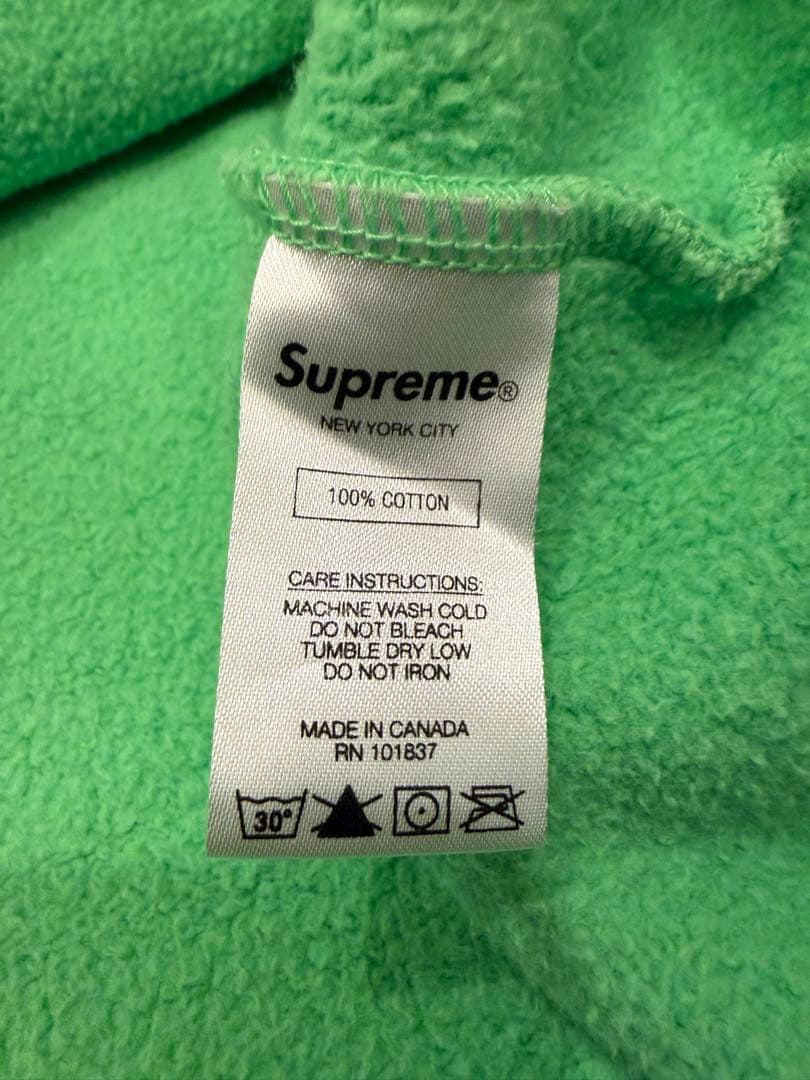 Supreme®
NEW YORK CITY
100% COTTON
CARE INSTRUCTIONS:
MACHINE WASH COLD
DO NOT BLEACH
TUMBLE DRY LOW
DO NOT IRON
MADE IN CANADA
RN 101837
30°